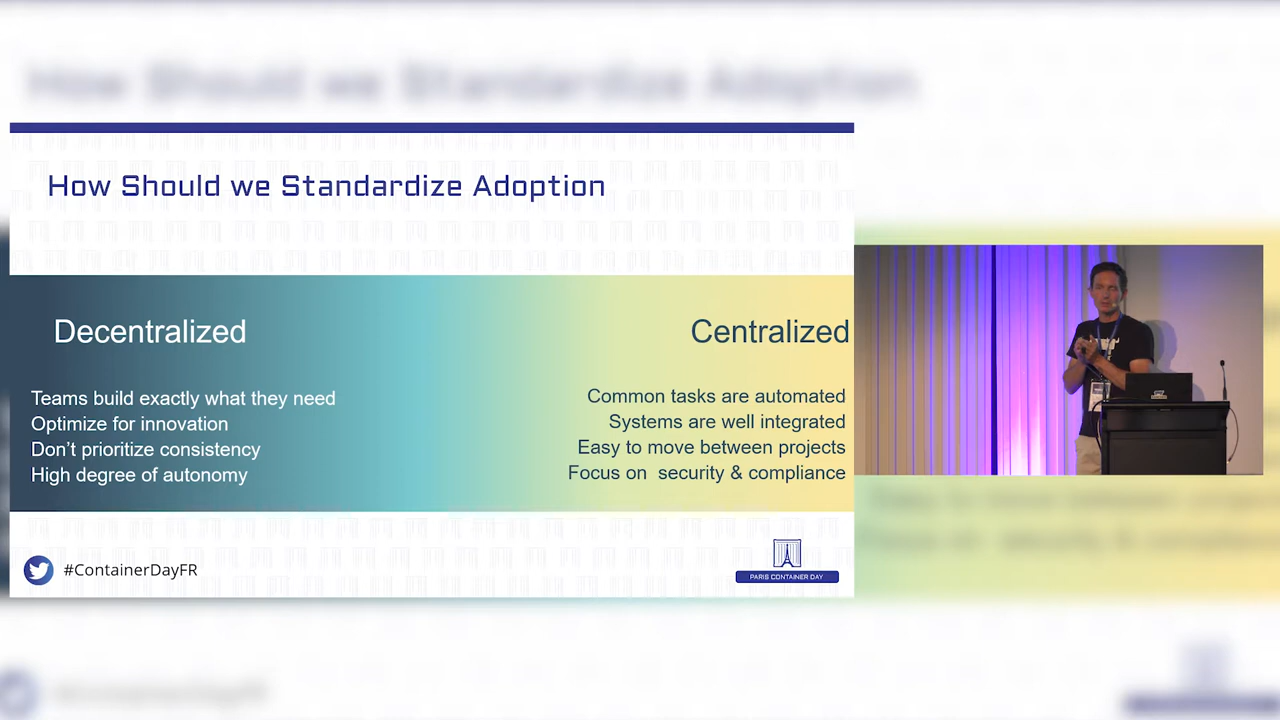 How Should we Standardize Adoption
Decentralized
Teams build exactly what they need
Optimize for innovation
Don't prioritize consistency
High degree of autonomy
Centralized
Common tasks are automated
Systems are well integrated
Easy to move between projects
Focus on  security & compliance
#ContainerDayFR
PARIS CONTAINER DAY